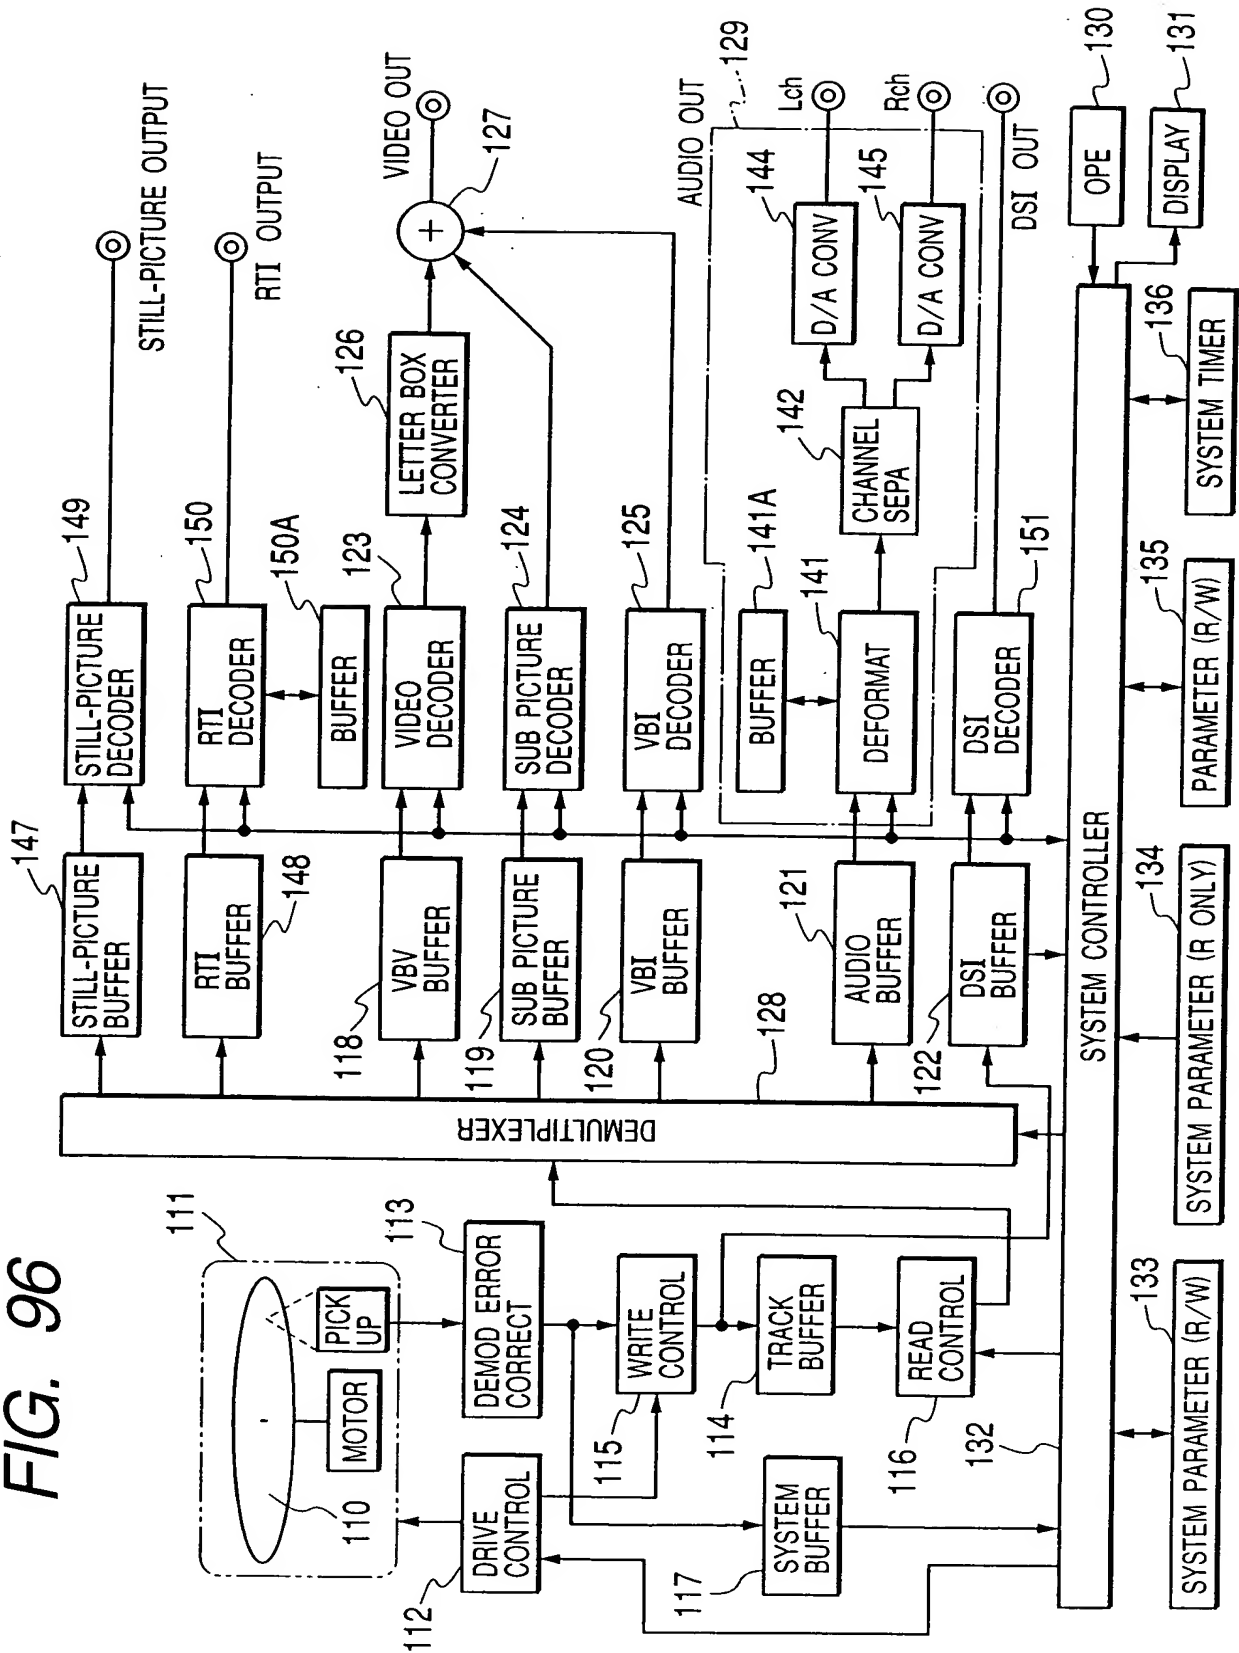 FIG. 96
111
110
MOTOR
PICK
UP
112
DRIVE
CONTROL
113
DEMOD ERROR
CORRECT
115
WRITE
CONTROL
114
TRACK
BUFFER
116
READ
CONTROL
117
SYSTEM
BUFFER
132
DEMULTIPLEXER
128
147
STILL-PICTURE
BUFFER
148
RTI
BUFFER
118
VBV
BUFFER
119
SUB PICTURE
BUFFER
120
VBI
BUFFER
121
AUDIO
BUFFER
122
DSI
BUFFER
149
STILL-PICTURE
DECODER
150
RTI
DECODER
150A
BUFFER
123
VIDEO
DECODER
124
SUB PICTURE
DECODER
125
VBI
DECODER
141A
BUFFER
141
DEFORMAT
151
DSI
DECODER
126
LETTER BOX
CONVERTER
142
CHANNEL
SEPA
144
D/A CONV
145
D/A CONV
STILL-PICTURE OUTPUT
RTI OUTPUT
VIDEO OUT
+
127
AUDIO OUT
129
Lch
Rch
DSI OUT
130
OPE
131
DISPLAY
SYSTEM CONTROLLER
133
SYSTEM PARAMETER (R/W)
134
SYSTEM PARAMETER (R ONLY)
135
PARAMETER (R/W)
136
SYSTEM TIMER